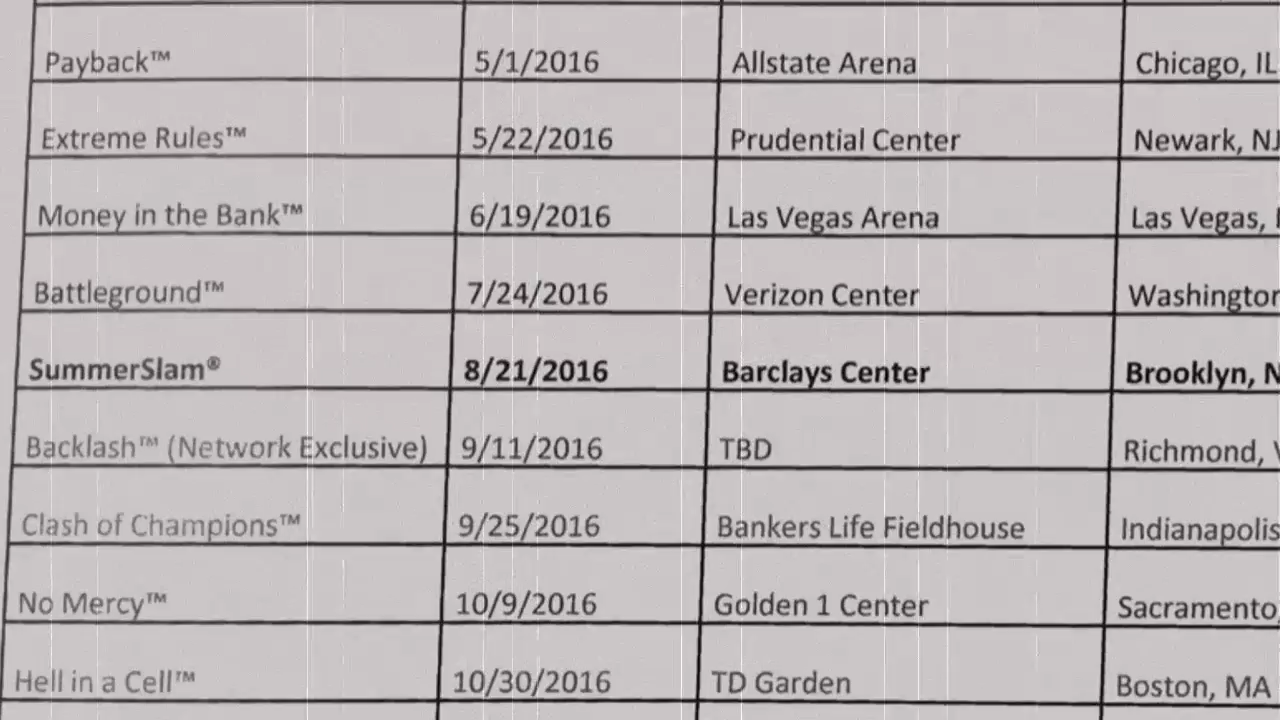 Payback™ 5/1/2016 Allstate Arena Chicago, IL
Extreme Rules™ 5/22/2016 Prudential Center Newark, NJ
Money in the Bank™ 6/19/2016 Las Vegas Arena Las Vegas,
Battleground™ 7/24/2016 Verizon Center Washington
SummerSlam® 8/21/2016 Barclays Center Brooklyn, N
Backlash™ (Network Exclusive) 9/11/2016 TBD Richmond, V
Clash of Champions™ 9/25/2016 Bankers Life Fieldhouse Indianapolis
No Mercy™ 10/9/2016 Golden 1 Center Sacramento,
Hell in a Cell™ 10/30/2016 TD Garden Boston, MA